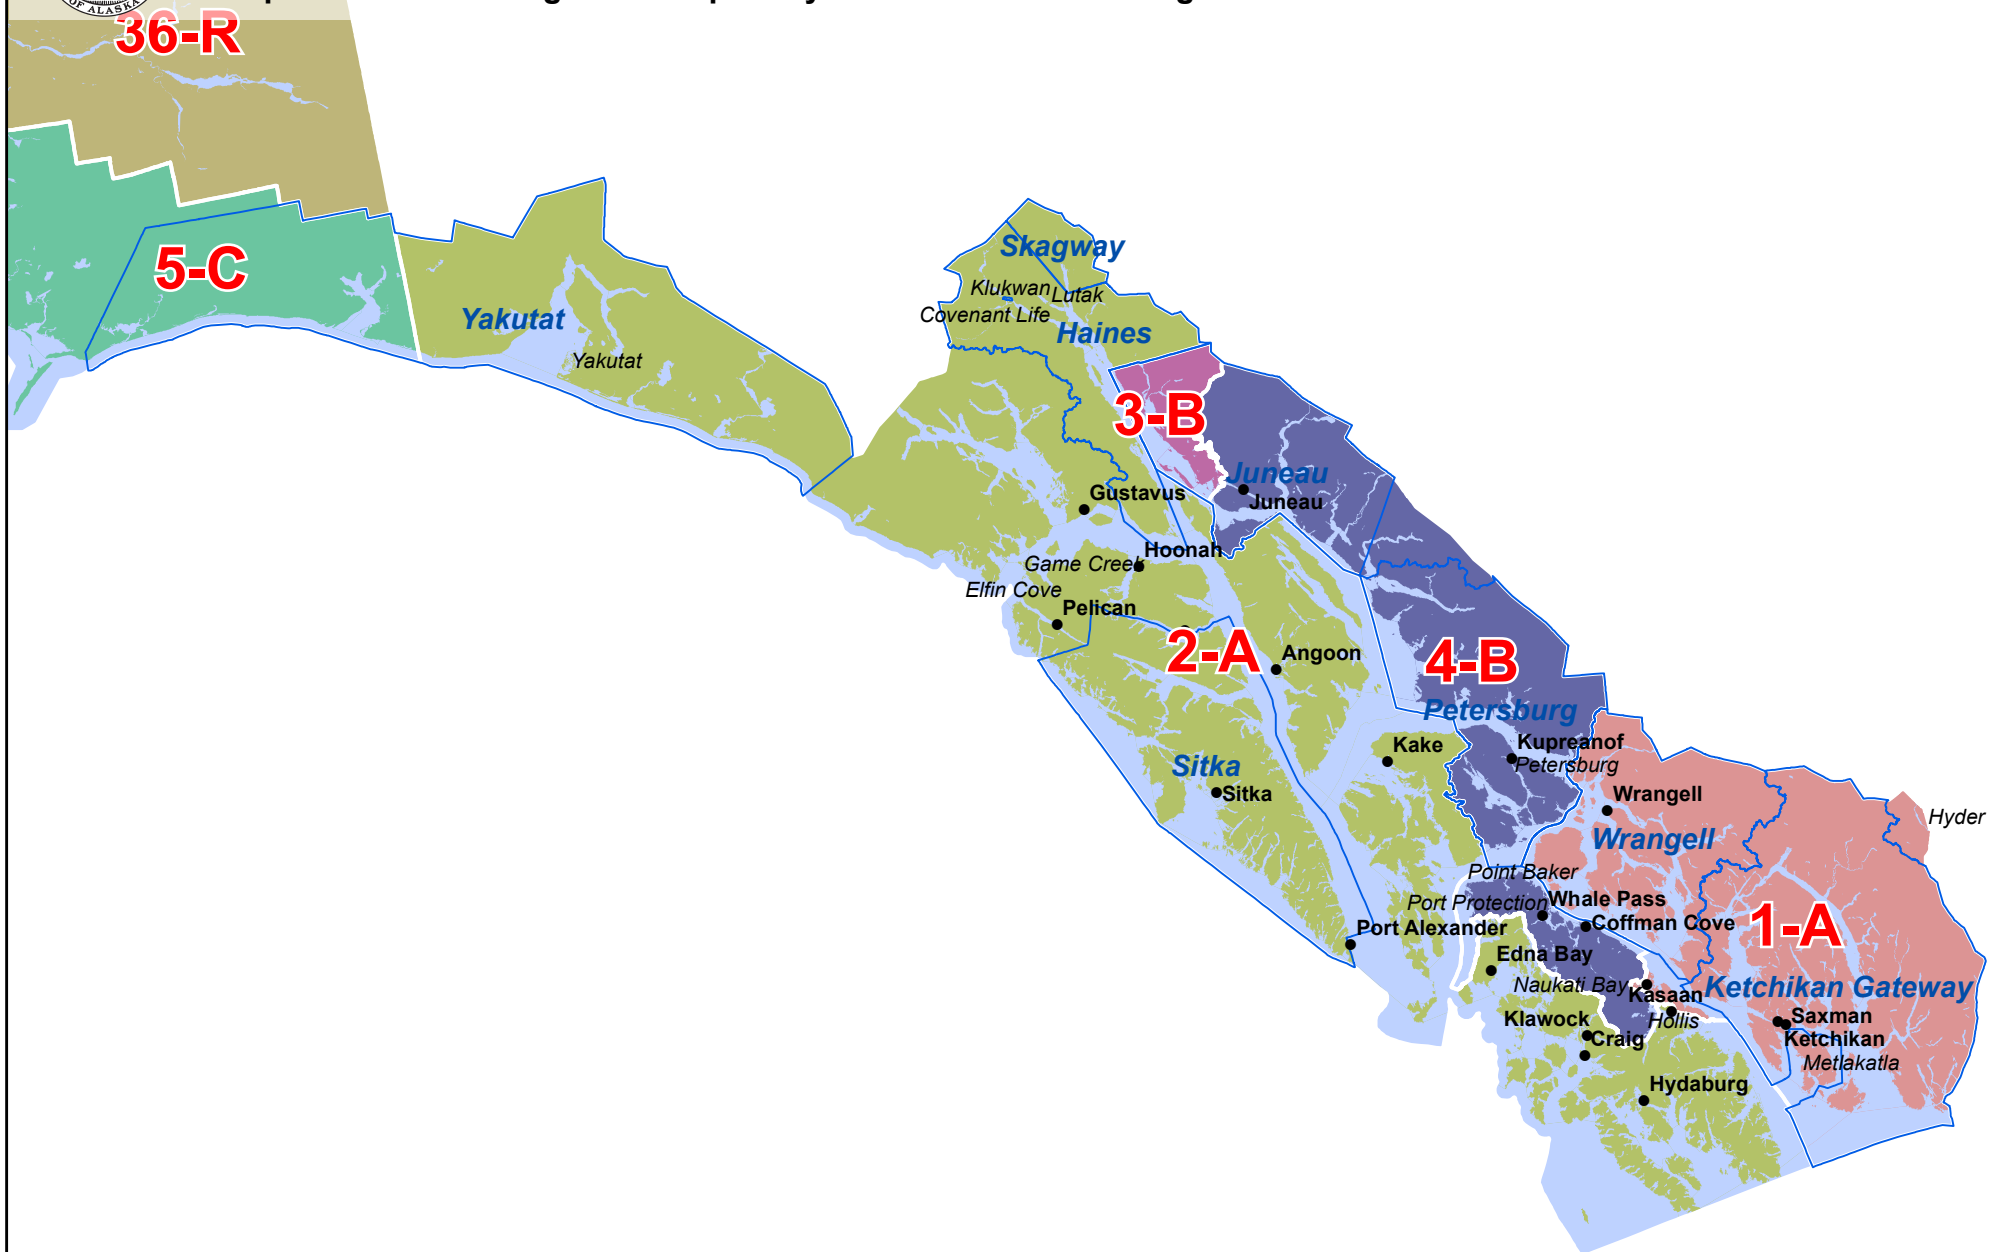 OF ALASKA
36-R
5-C
Yakutat
Yakutat
Skagway
Klukwan
Lutak
Covenant Life
Haines
3-B
Juneau
Juneau
Gustavus
Hoonah
Game Creek
Elfin Cove
Pelican
2-A
Angoon
4-B
Petersburg
Kake
Kupreanof
Petersburg
Sitka
Sitka
Wrangell
Wrangell
Hyder
Point Baker
Port Protection
Whale Pass
Coffman Cove
Port Alexander
1-A
Edna Bay
Naukati Bay
Kasaan
Ketchikan Gateway
Klawock
Hollis
Saxman
Craig
Ketchikan
Metlakatla
Hydaburg